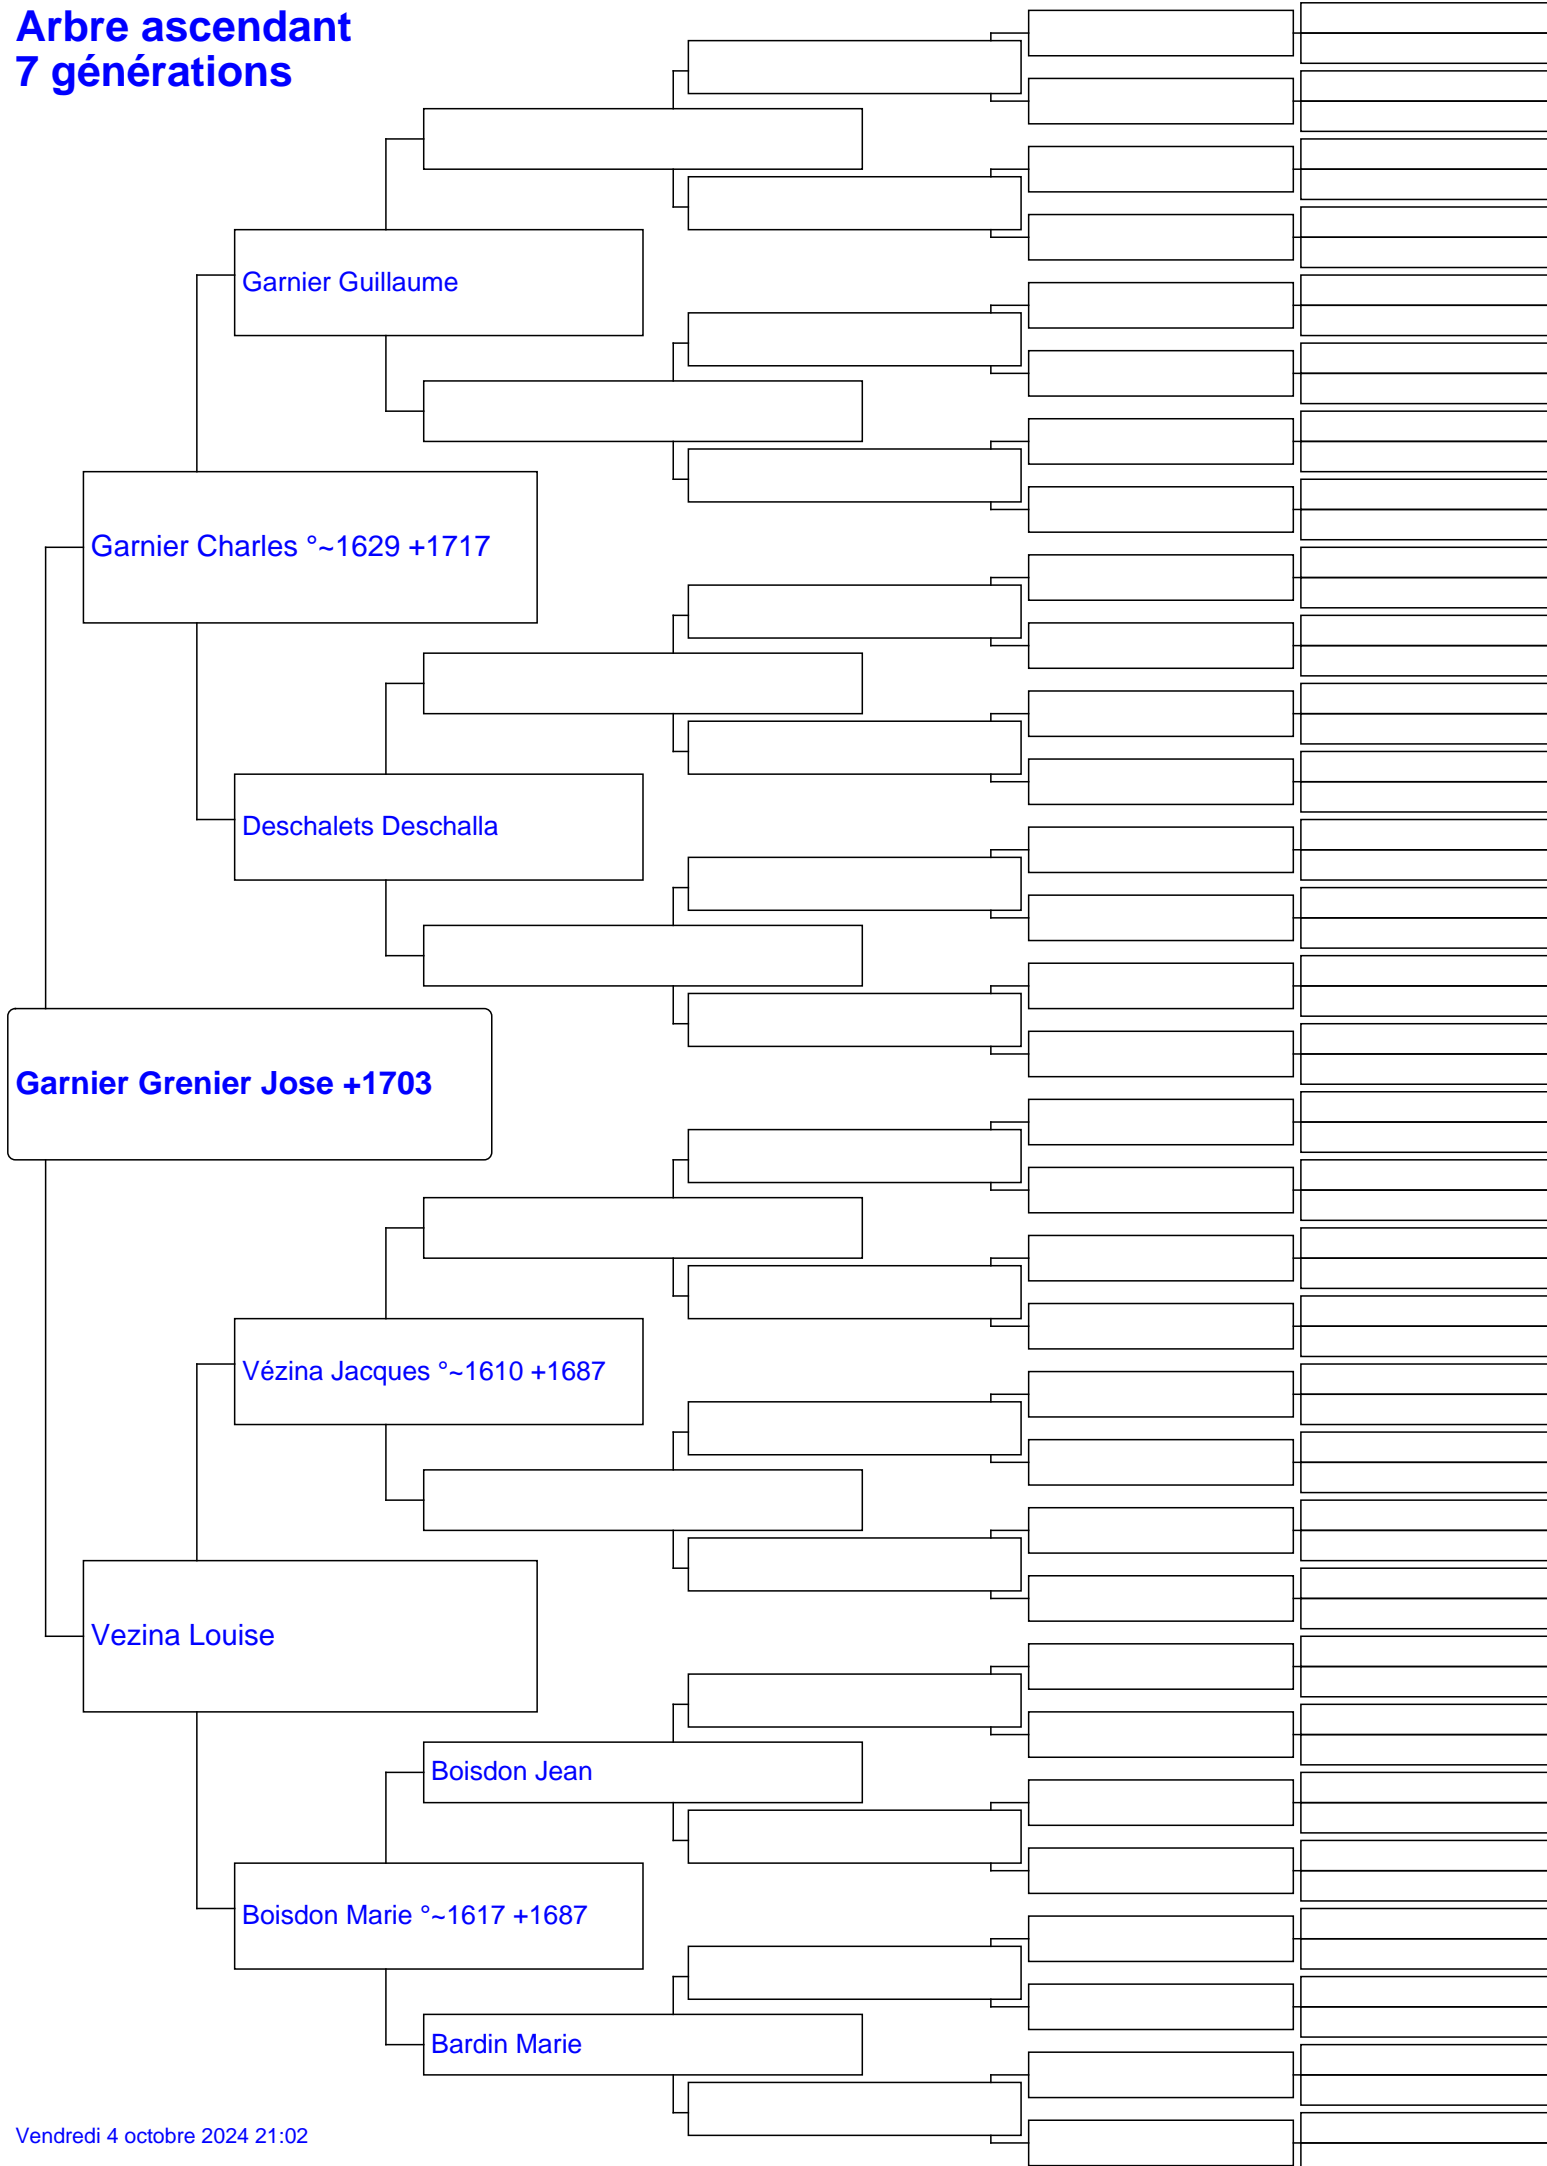 Arbre ascendant
7 générations
Garnier Guillaume
Garnier Charles °~1629 +1717
Deschalets Deschalla
Garnier Grenier Jose +1703
Vézina Jacques °~1610 +1687
Vezina Louise
Boisdon Jean
Boisdon Marie °~1617 +1687
Bardin Marie
Vendredi 4 octobre 2024 21:02